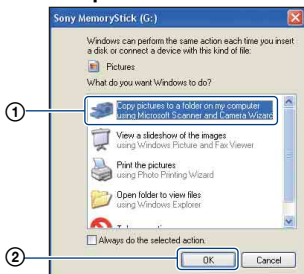 Sony MemoryStick (G:)
Windows can perform the same action each time you insert
a disk or connect a device with this kind of file:
Pictures
What do you want Windows to do?
①
Copy pictures to a folder on my computer
using Microsoft Scanner and Camera Wizard
View a slideshow of the images
using Windows Picture and Fax Viewer
Print the pictures
using Photo Printing Wizard
Open folder to view files
using Windows Explorer
Always do the selected action.
②
OK
Cancel